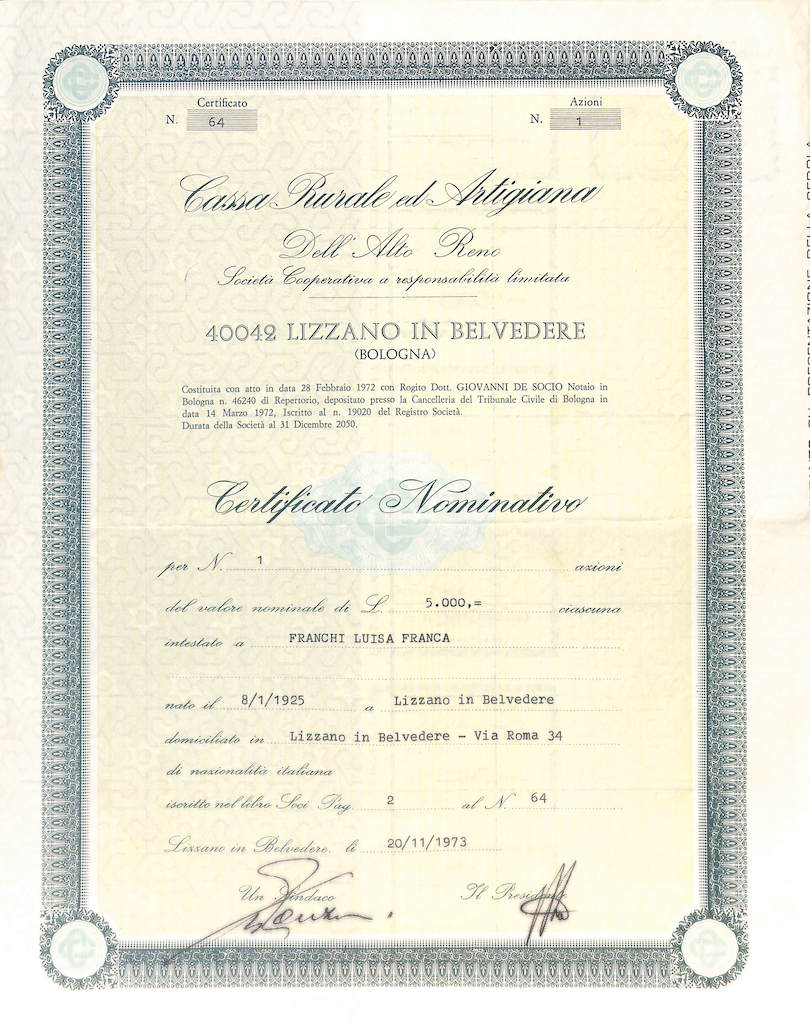 Certificato
N. 64
Azioni
N. 1
Cassa Rurale ed Artigiana
Dell'Alto Reno
Società Cooperativa a responsabilità limitata
40042 LIZZANO IN BELVEDERE
(BOLOGNA)
Costituita con atto in data 28 Febbraio 1972 con Rogito Dott. GIOVANNI DE SOCIO Notaio in
Bologna n. 46240 di Repertorio, depositato presso la Cancelleria del Tribunale Civile di Bologna in
data 14 Marzo 1972, Iscritto al n. 19020 del Registro Società.
Durata della Società al 31 Dicembre 2050.
Certificato Nominativo
per N. 1 azioni
del valore nominale di L. 5.000,= ciascuna
intestato a FRANCHI LUISA FRANCA
nato il 8/1/1925 a Lizzano in Belvedere
domiciliato in Lizzano in Belvedere - Via Roma 34
di nazionalità italiana
iscritto nel libro Soci Pag. 2 al N. 64
Lizzano in Belvedere, li 20/11/1973
Un Sindaco Il Presidente